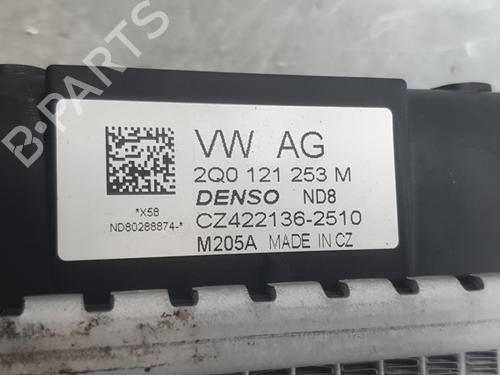 VW AG
2Q0 121 253 M
DENSO ND8
CZ422136-2510
M205A MADE IN CZ
*X58
ND80288874-*
B-PARTS